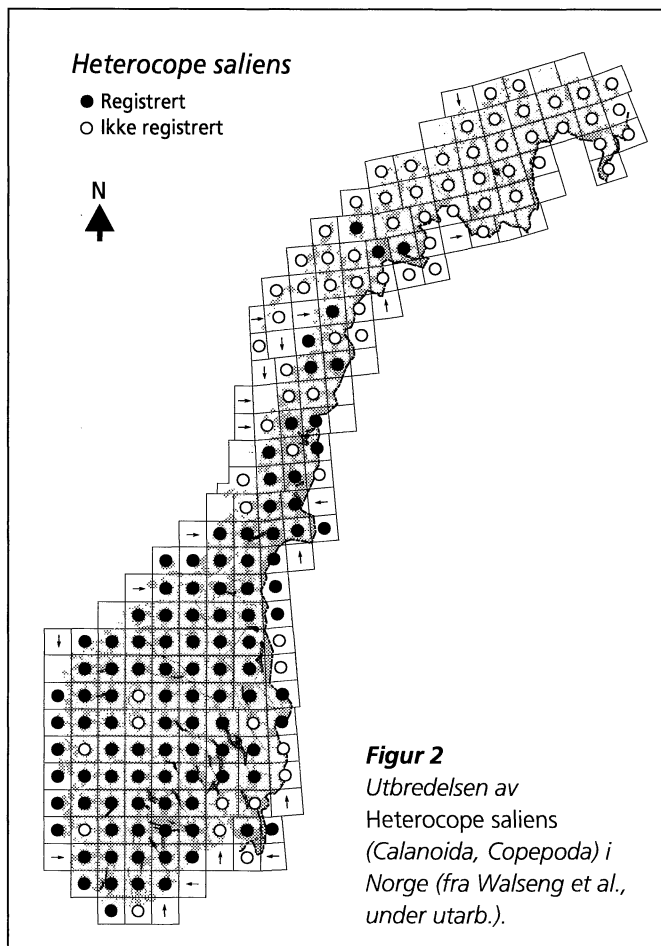 Heterocope saliens
● Registrert
○ Ikke registrert
N
Figur 2
Utbredelsen av
Heterocope saliens
(Calanoida, Copepoda) i
Norge (fra Walseng et al.,
under utarb.).